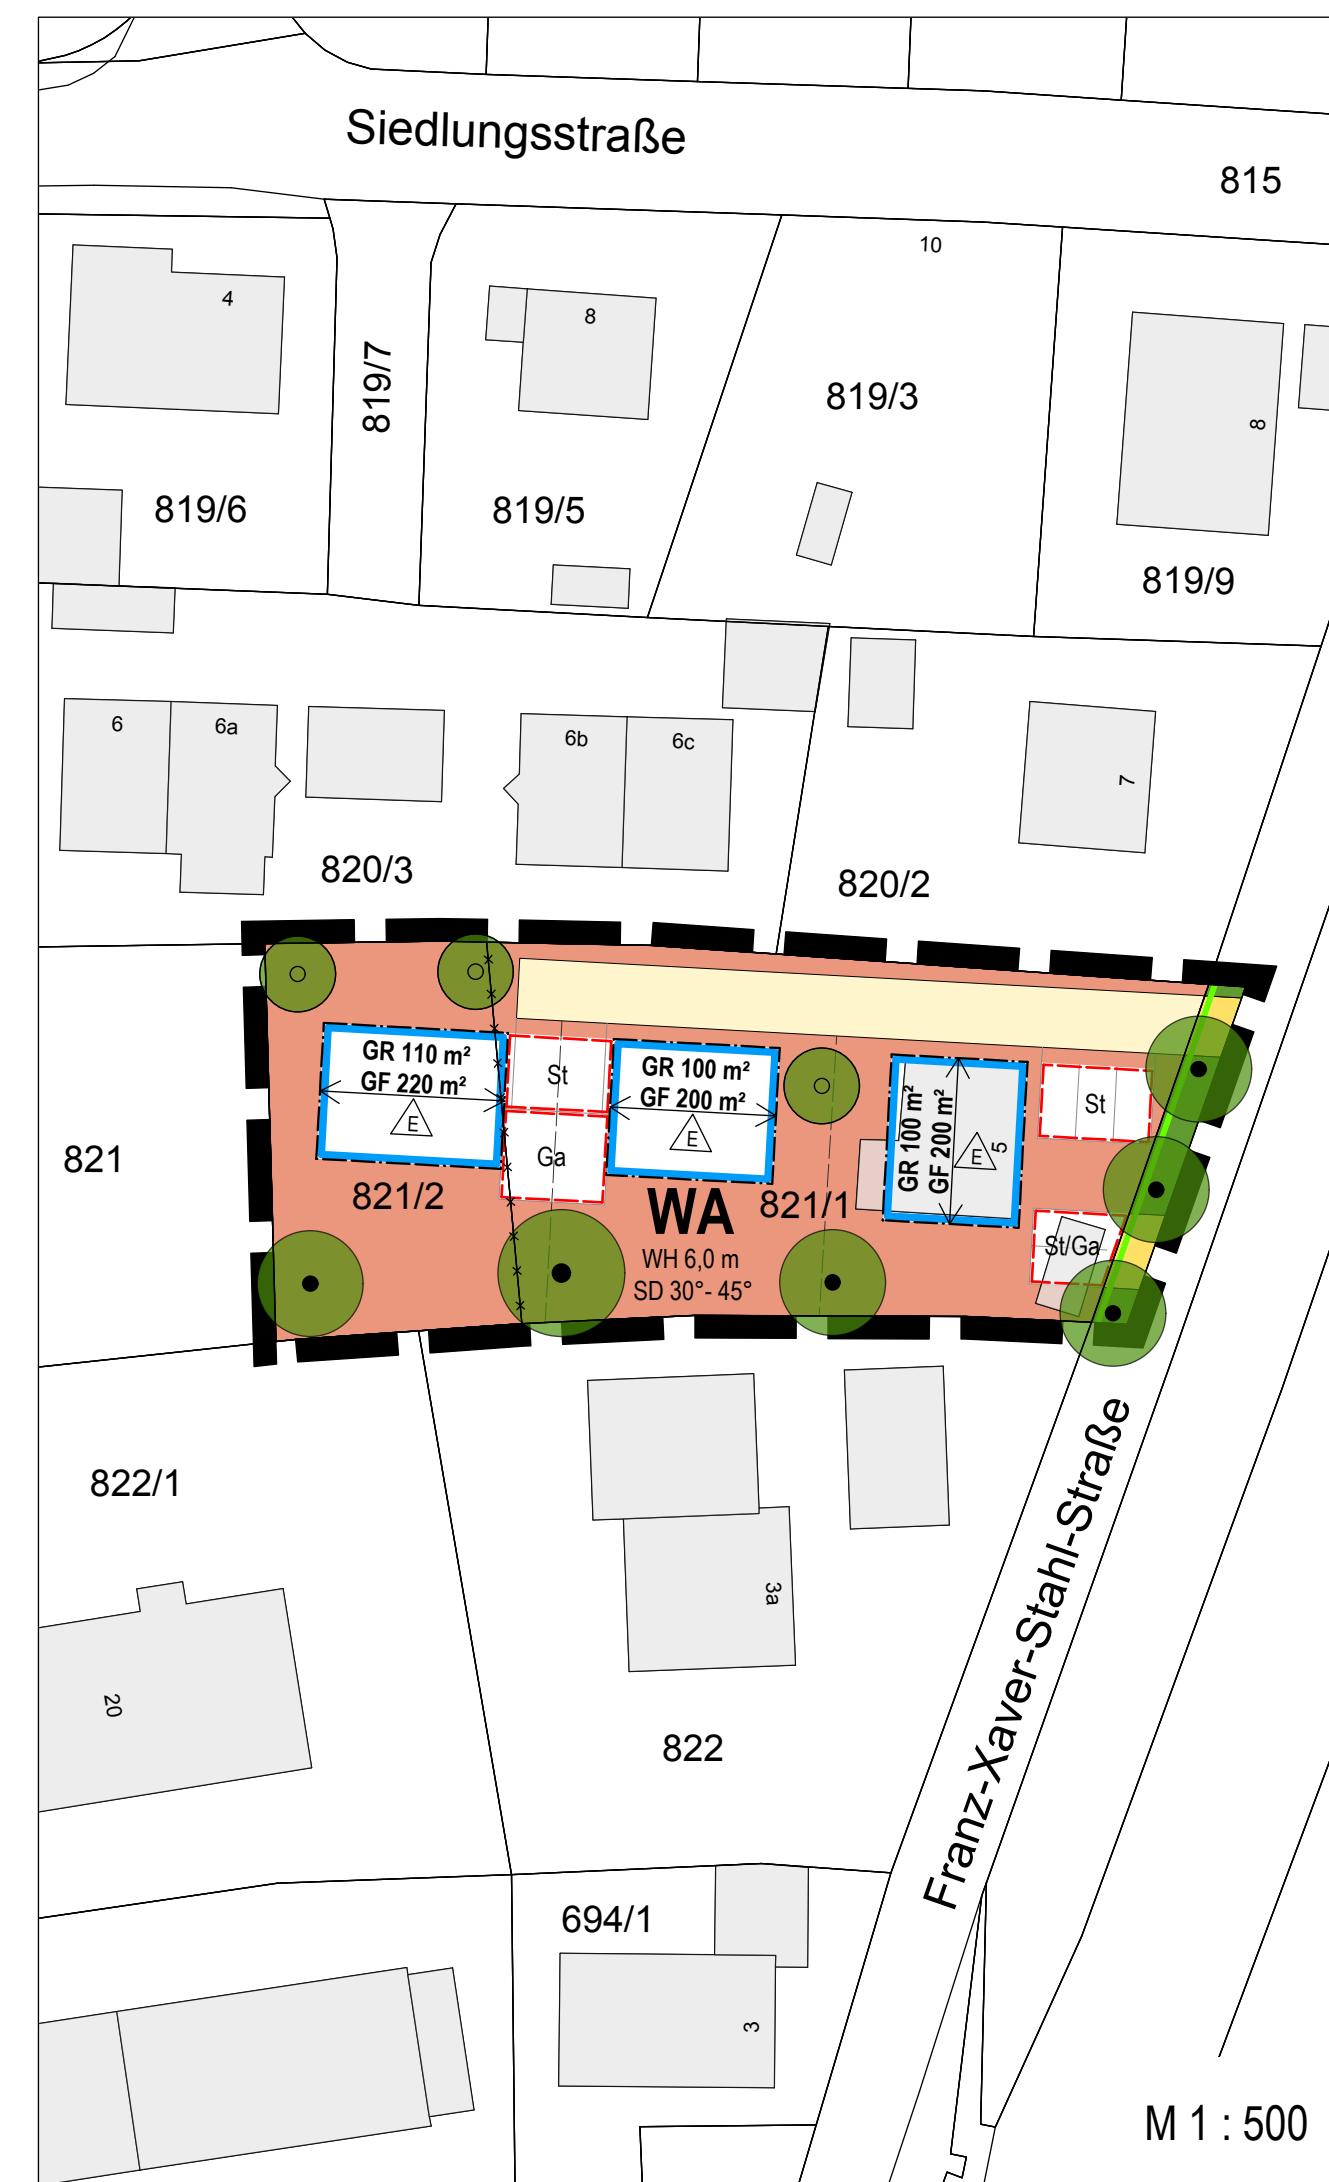 Siedlungsstraße
815
10
4
8
819/7
819/3
8
819/6
819/5
819/9
6
6a
6b
6c
7
820/3
820/2
GR 110 m²
GF 220 m²
E
St
GR 100 m²
GF 200 m²
E
GR 100 m²
GF 200 m²
E
5
St
Ga
821
821/2
WA
821/1
WH 6,0 m
SD 30°- 45°
St/Ga
822/1
3a
20
822
Franz-Xaver-Stahl-Straße
694/1
3
M 1 : 500